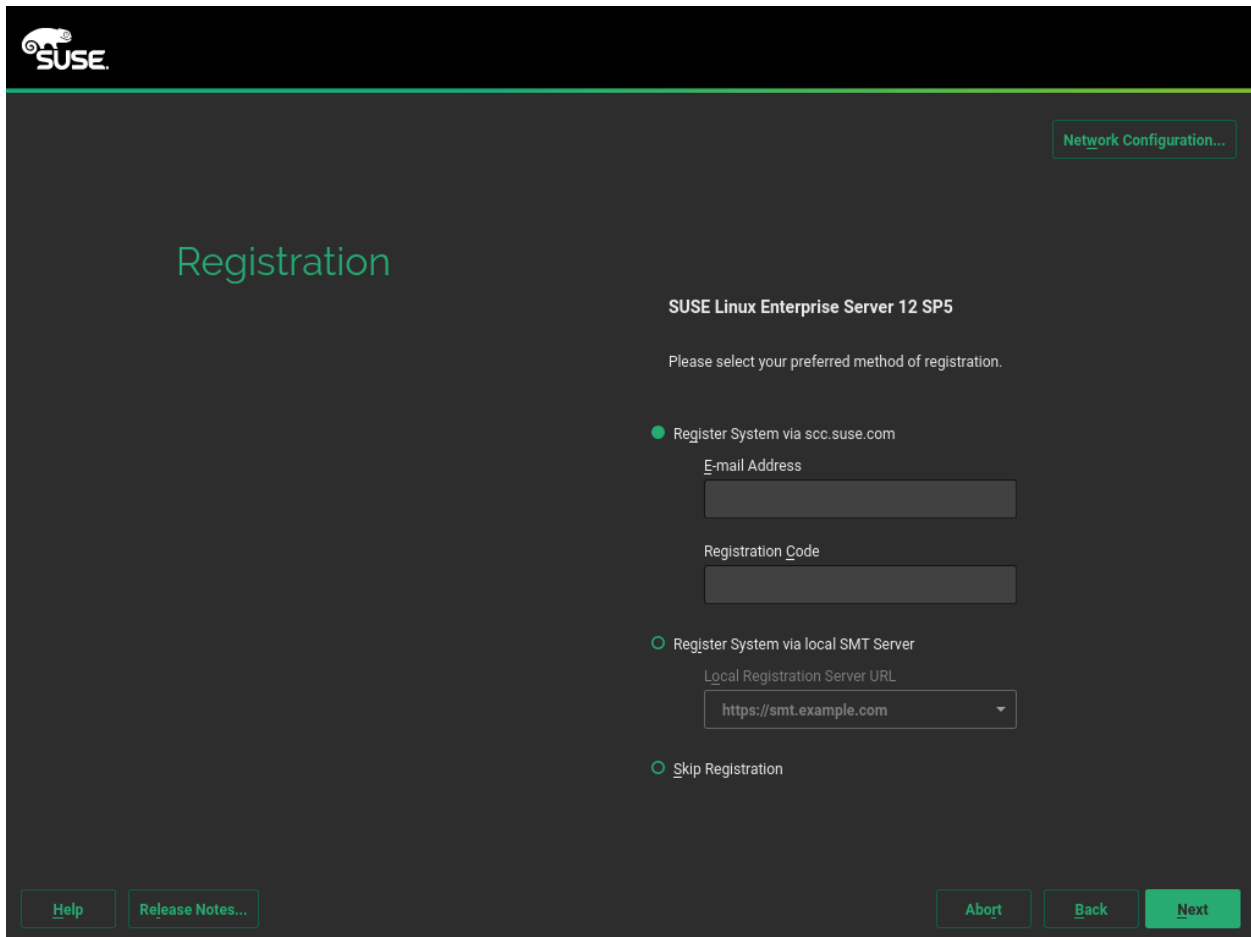 SUSE.
Network Configuration...
Registration
SUSE Linux Enterprise Server 12 SP5
Please select your preferred method of registration.
Register System via scc.suse.com
E-mail Address
Registration Code
Register System via local SMT Server
Local Registration Server URL
https://smt.example.com
Skip Registration
Help Release Notes... Abort Back Next